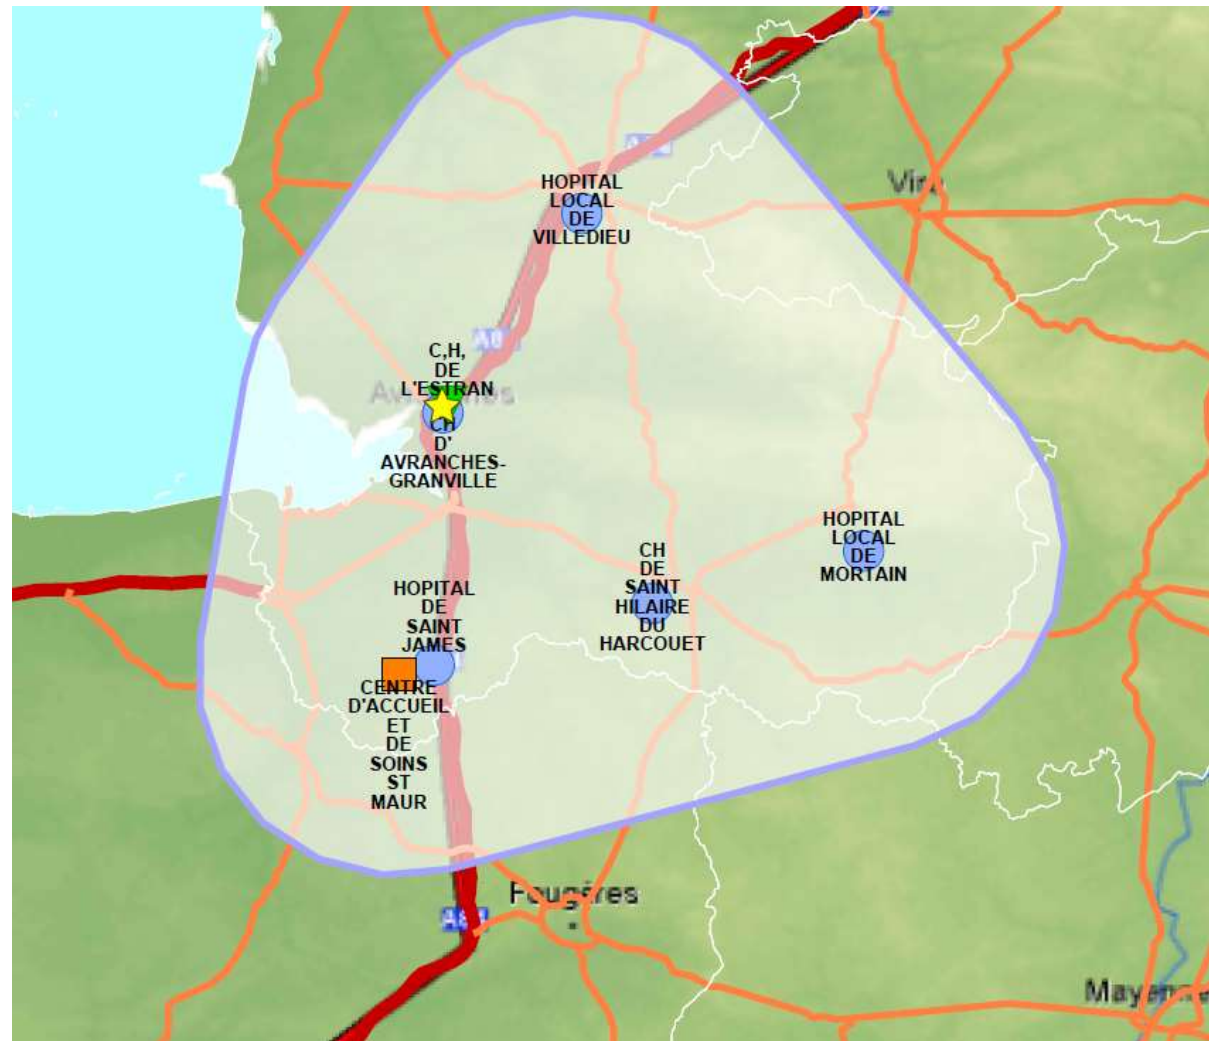 Vire
HOPITAL
LOCAL
DE
VILLEDIEU
C,H,
DE
L'ESTRAN
CH
D'
AVRANCHES-
GRANVILLE
HOPITAL
LOCAL
DE
MORTAIN
CH
DE
SAINT
HILAIRE
DU
HARCOUET
HOPITAL
DE
SAINT
JAMES
CENTRE
D'ACCUEIL
ET
DE
SOINS
ST
MAUR
Fougères
A84
Mayenne